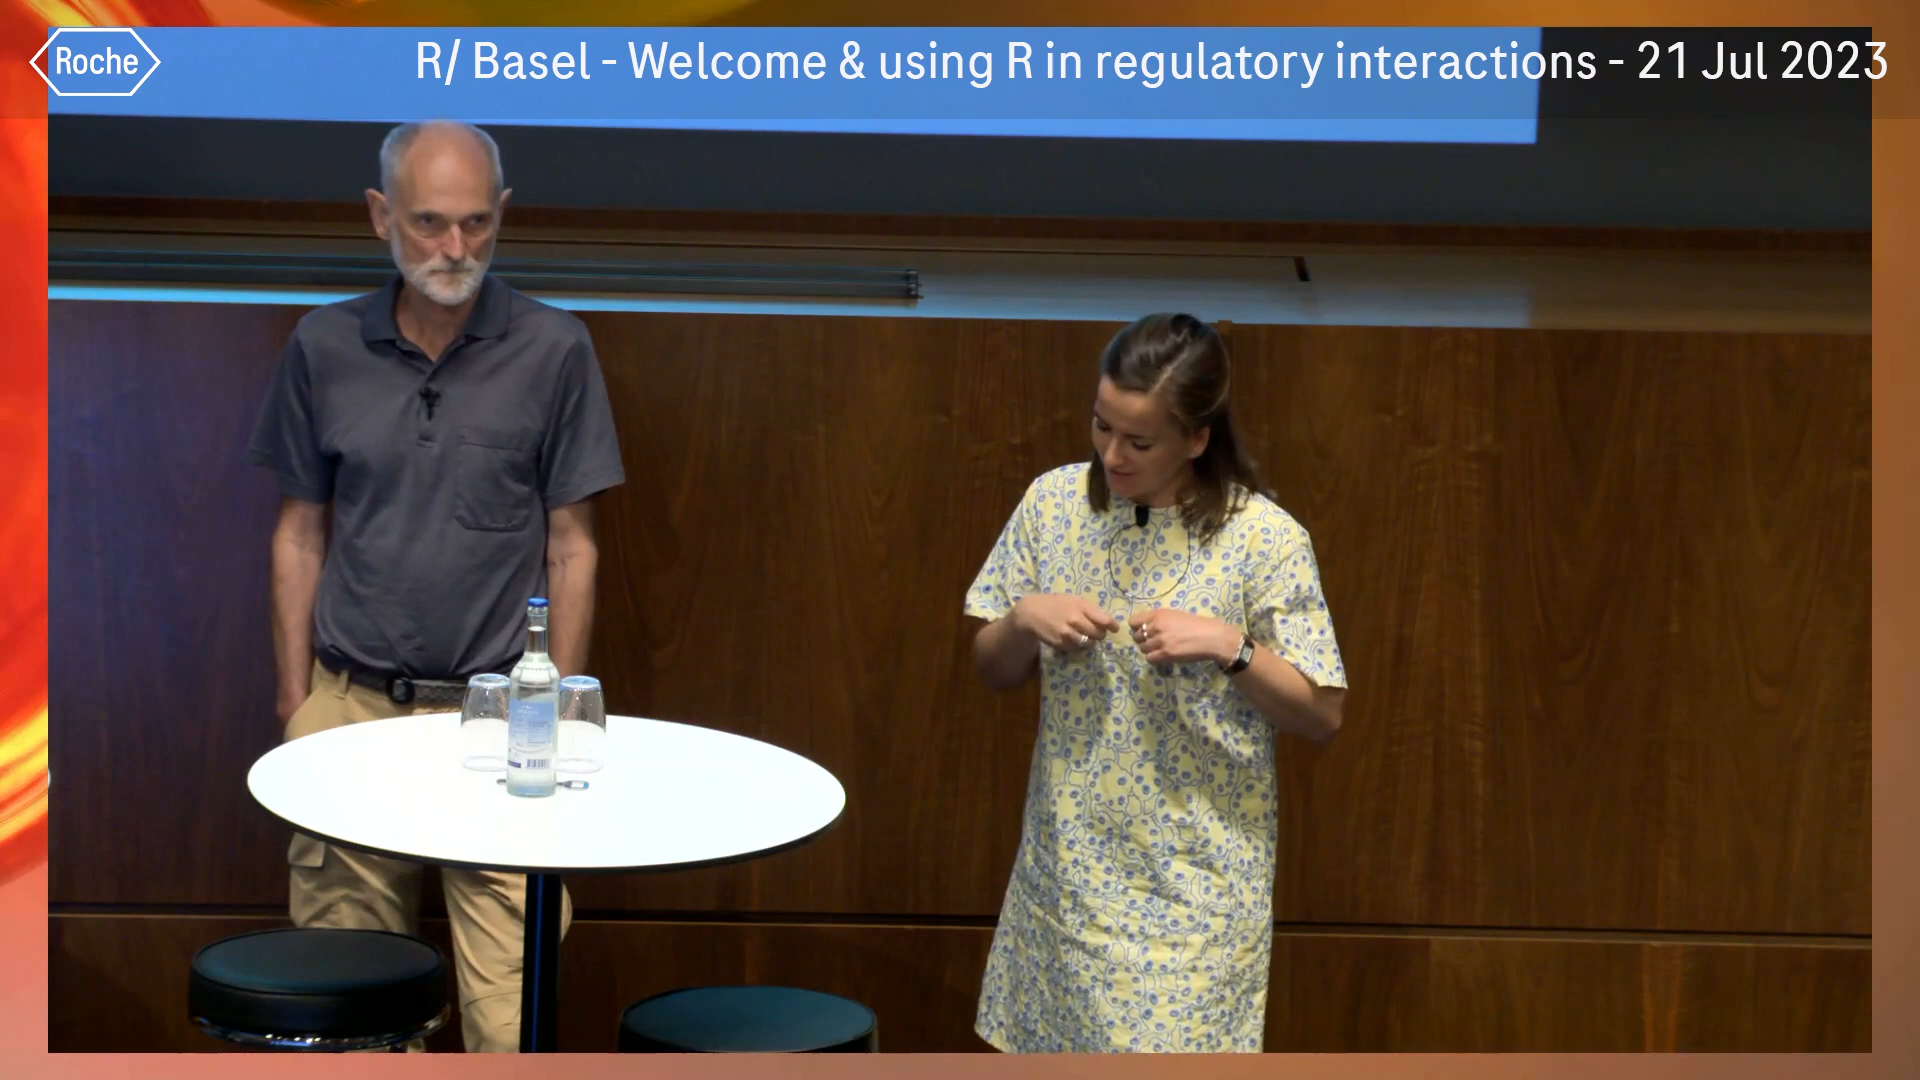 Roche
R/ Basel - Welcome & using R in regulatory interactions - 21 Jul 2023